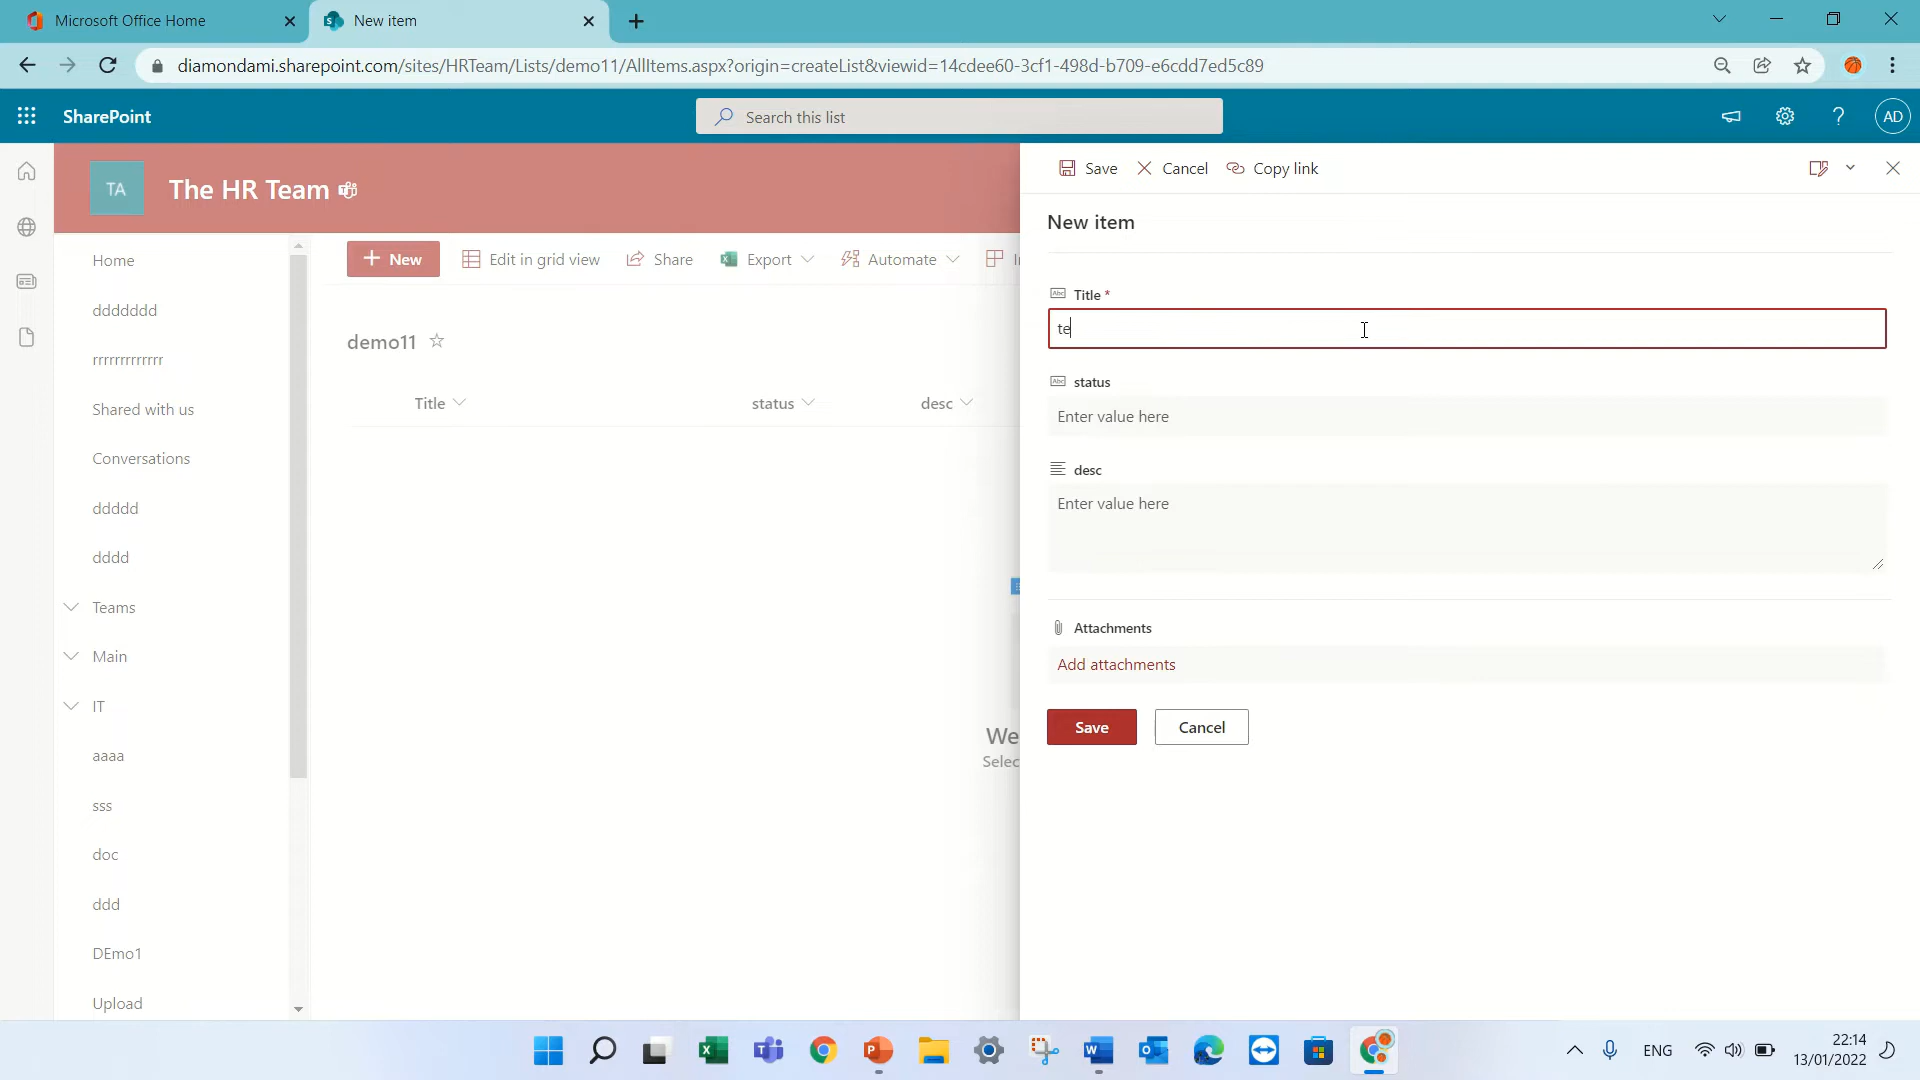 Microsoft Office Home
New item
diamondami.sharepoint.com/sites/HRTeam/Lists/demo11/AllItems.aspx?origin=createList&viewid=14cdee60-3cf1-498d-b709-e6cdd7ed5c89
SharePoint
Search this list
AD
TA
The HR Team
Home
ddddddd
rrrrrrrrrrrrr
Shared with us
Conversations
ddddd
dddd
Teams
Main
IT
aaaa
sss
doc
ddd
DEmo1
Upload
New
Edit in grid view
Share
Export
Automate
demo11
Title
status
desc
Save
Cancel
Copy link
New item
Abc Title *
te
Abc status
Enter value here
desc
Enter value here
Attachments
Add attachments
Save
Cancel
ENG
22:14
13/01/2022